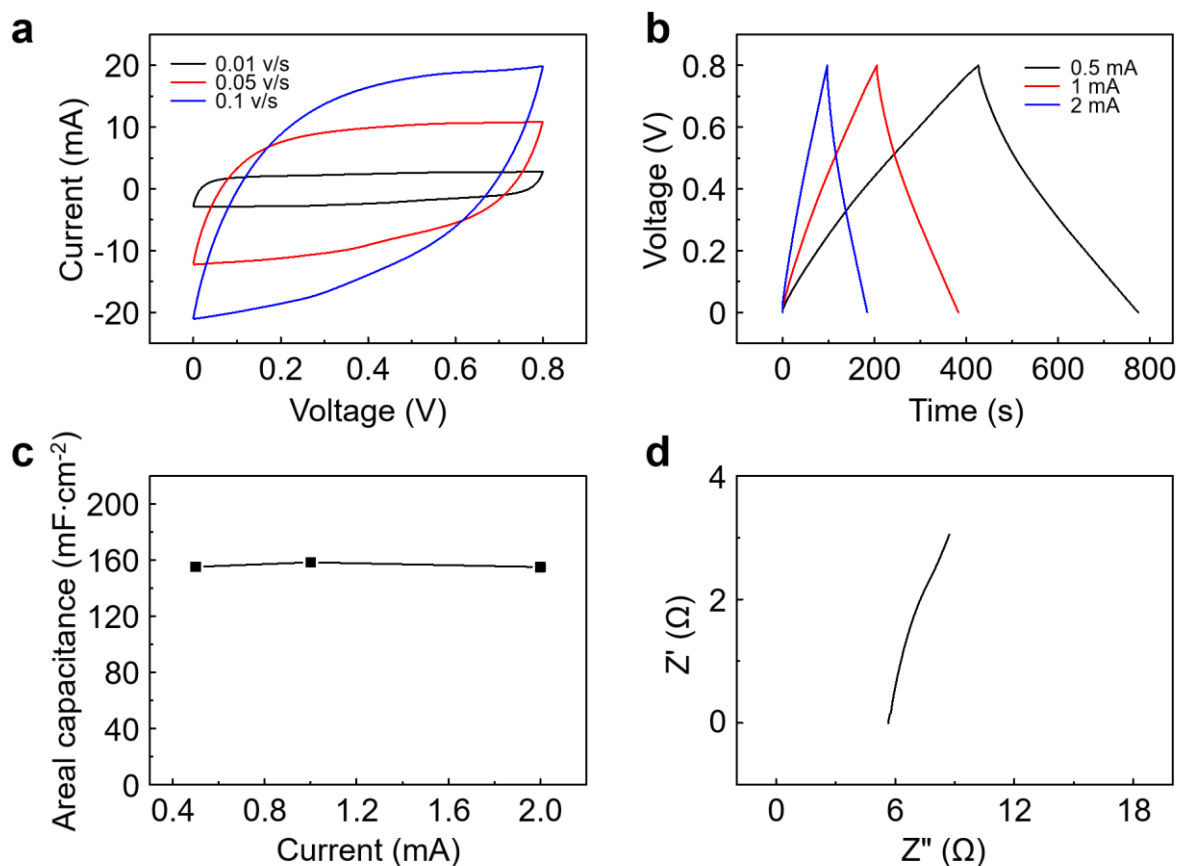 a
20
10
0
-10
-20
Current (mA)
0.01 v/s
0.05 v/s
0.1 v/s
0 0.2 0.4 0.6 0.8
Voltage (V)
b
0.8
0.6
0.4
0.2
0
Voltage (V)
0.5 mA
1 mA
2 mA
0 200 400 600 800
Time (s)
c
200
160
120
80
40
0
Areal capacitance (mF·cm⁻²)
0.4 0.8 1.2 1.6 2.0
Current (mA)
d
4
2
0
Z' (Ω)
0 6 12 18
Z" (Ω)